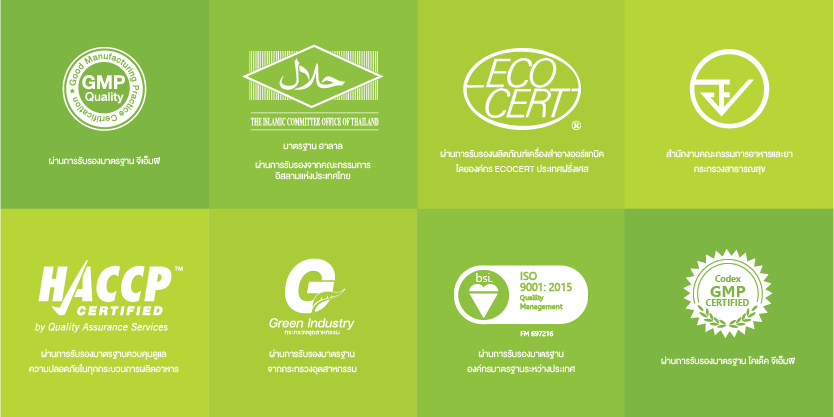 Good Manufacturing Practice Certification
GMP
Quality
ผ่านการรับรองมาตรฐาน จีเอ็มพี
حلال
THE ISLAMIC COMMITTEE OFFICE OF THAILAND
มาตรฐาน ฮาลาล
ผ่านการรับรองจากคณะกรรมการ
อิสลามแห่งประเทศไทย
ECO
CERT
®
ผ่านการรับรองผลิตภัณฑ์เครื่องสำอางออร์แกนิค
โดยองค์กร ECOCERT ประเทศฝรั่งเศส
สำนักงานคณะกรรมการอาหารและยา
กระทรวงสาธารณสุข
HACCP™
CERTIFIED
by Quality Assurance Services
ผ่านการรับรองมาตรฐานควบคุมดูแล
ความปลอดภัยในทุกกระบวนการผลิตอาหาร
G
Green Industry
กระทรวงอุตสาหกรรม
ผ่านการรับรองมาตรฐาน
จากกระทรวงอุตสาหกรรม
bsi.
ISO
9001: 2015
Quality
Management
FM 697216
ผ่านการรับรองมาตรฐาน
องค์กรมาตรฐานระหว่างประเทศ
Codex
GMP
CERTIFIED
ผ่านการรับรองมาตรฐาน โคเด็ค จีเอ็มพี